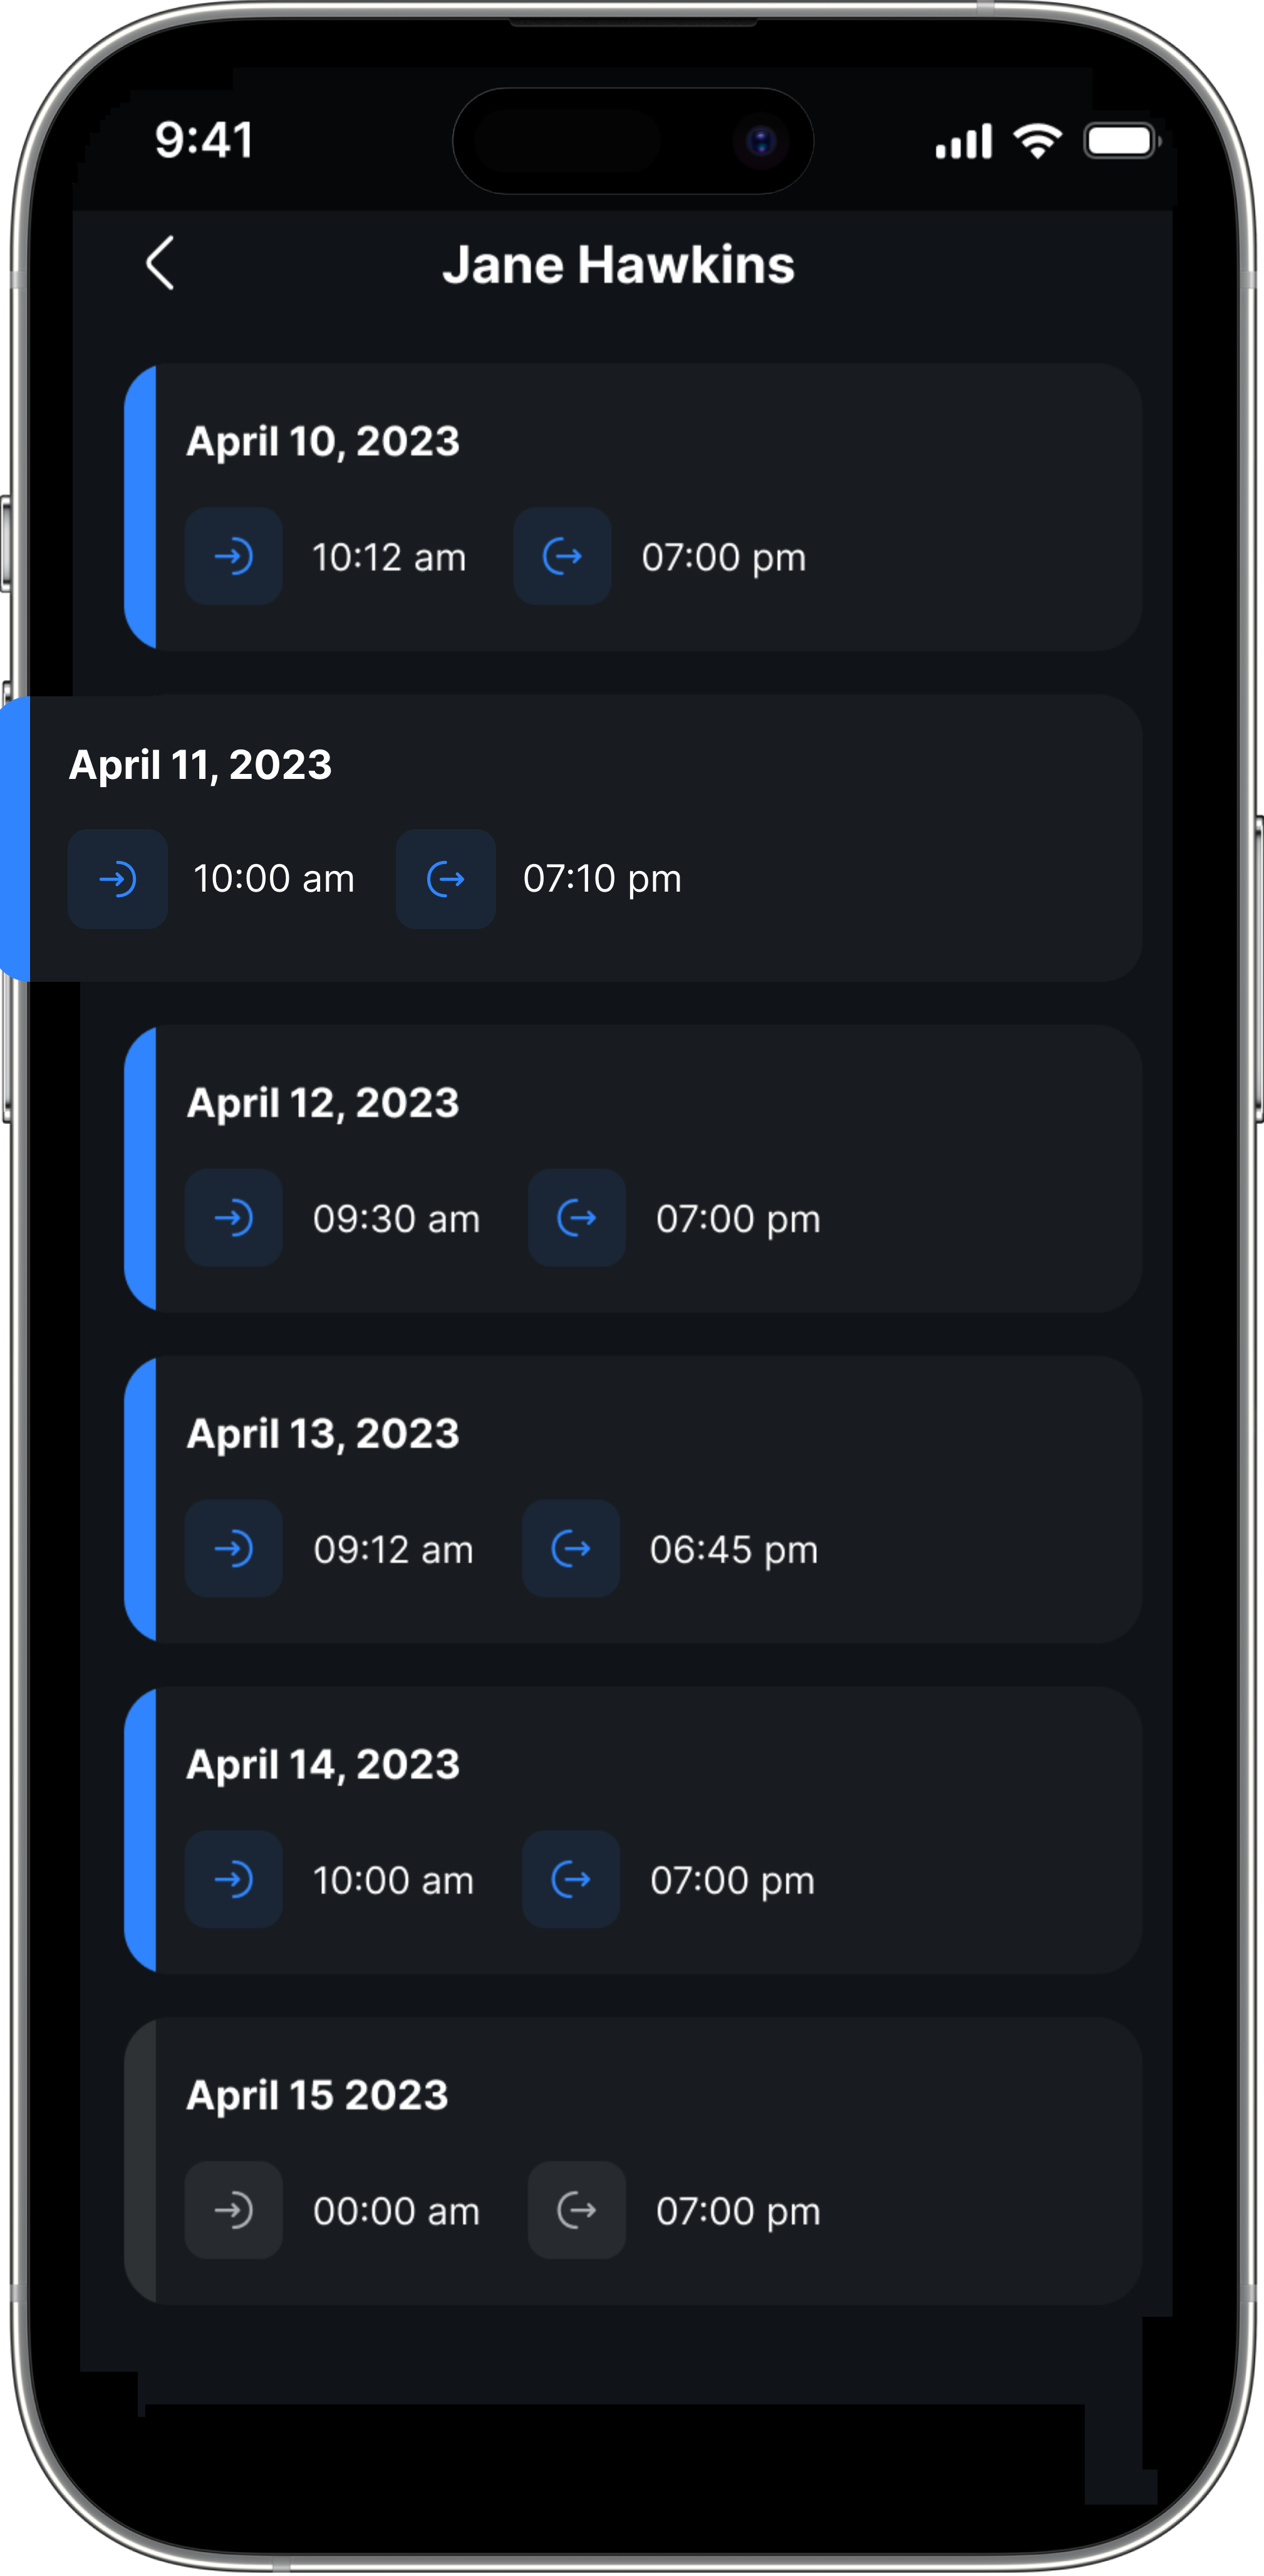 9:41
Jane Hawkins
April 10, 2023
10:12 am 07:00 pm
April 11, 2023
10:00 am 07:10 pm
April 12, 2023
09:30 am 07:00 pm
April 13, 2023
09:12 am 06:45 pm
April 14, 2023
10:00 am 07:00 pm
April 15 2023
00:00 am 07:00 pm